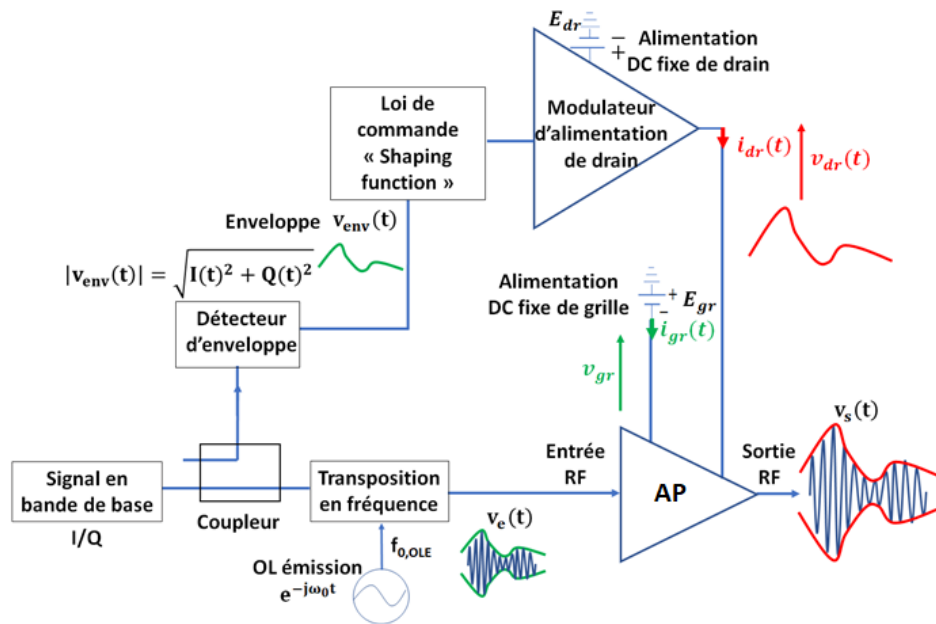 E_dr
−
+
Alimentation
DC fixe de drain
Loi de
commande
« Shaping
function »
Modulateur
d'alimentation
de drain
i_dr(t)
v_dr(t)
Enveloppe v_env(t)
|v_env(t)| = √(I(t)² + Q(t)²)
Détecteur
d'enveloppe
Alimentation
DC fixe de grille
+
−
E_gr
i_gr(t)
v_gr
Signal en
bande de base
I/Q
Coupleur
Transposition
en fréquence
f_0,OLE
OL émission
e^−jω₀t
v_e(t)
Entrée
RF
AP
Sortie
RF
v_s(t)